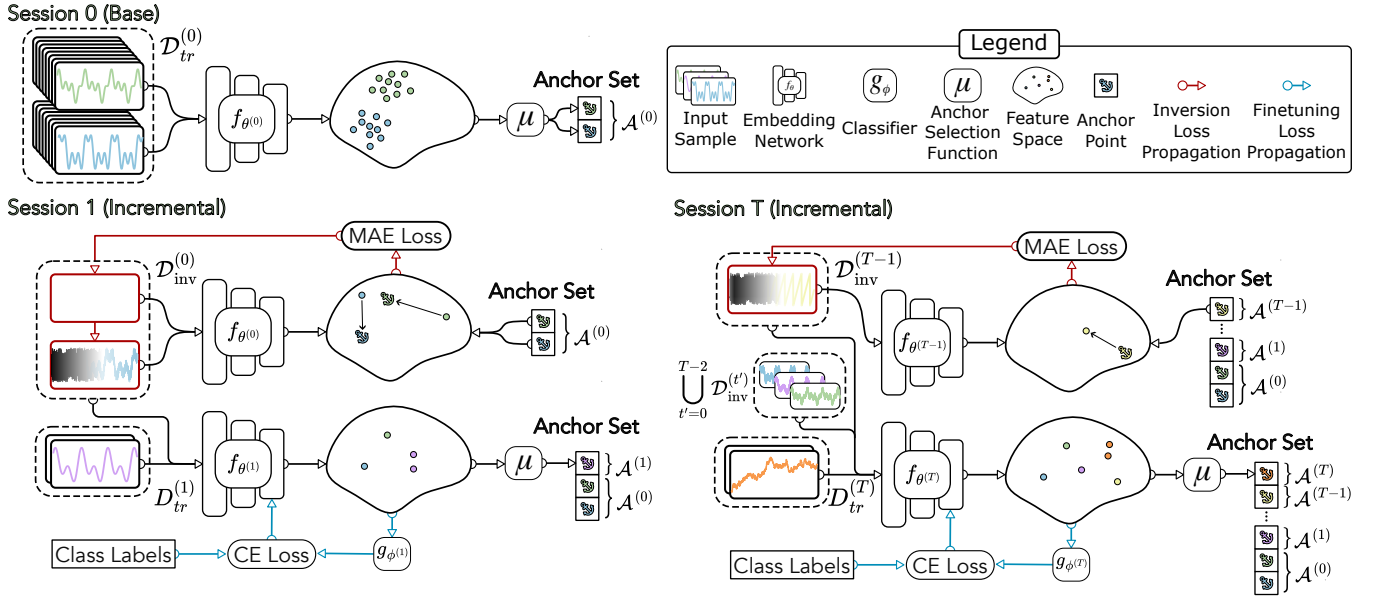 Session 0 (Base)
𝒟_tr^(0)
f_θ^(0)
μ
Anchor Set
𝒜^(0)
Legend
f_θ
g_ϕ
μ
Input
Sample
Embedding
Network
Classifier
Anchor
Selection
Function
Feature
Space
Anchor
Point
Inversion
Loss
Propagation
Finetuning
Loss
Propagation
Session 1 (Incremental)
MAE Loss
𝒟_inv^(0)
f_θ^(0)
Anchor Set
𝒜^(0)
D_tr^(1)
f_θ^(1)
μ
Anchor Set
𝒜^(1)
𝒜^(0)
Class Labels
CE Loss
g_ϕ^(1)
Session T (Incremental)
MAE Loss
𝒟_inv^(T−1)
f_θ^(T−1)
Anchor Set
𝒜^(T−1)
𝒜^(1)
𝒜^(0)
⋃_{t′=0}^{T−2} 𝒟_inv^(t′)
D_tr^(T)
f_θ^(T)
μ
Anchor Set
𝒜^(T)
𝒜^(T−1)
𝒜^(1)
𝒜^(0)
Class Labels
CE Loss
g_ϕ^(T)